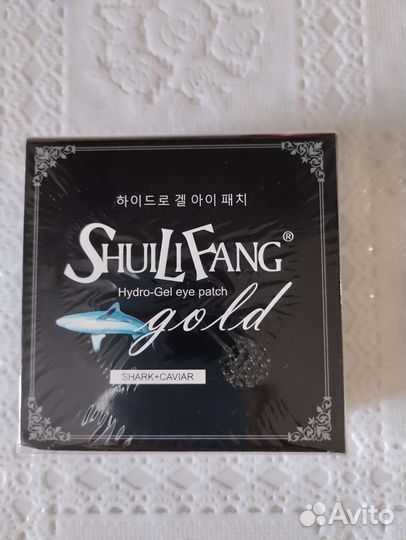 하이드로 겔 아이 패치
SHUILIFANG®
Hydro-Gel eye patch
gold
SHARK+CAVIAR
Avito